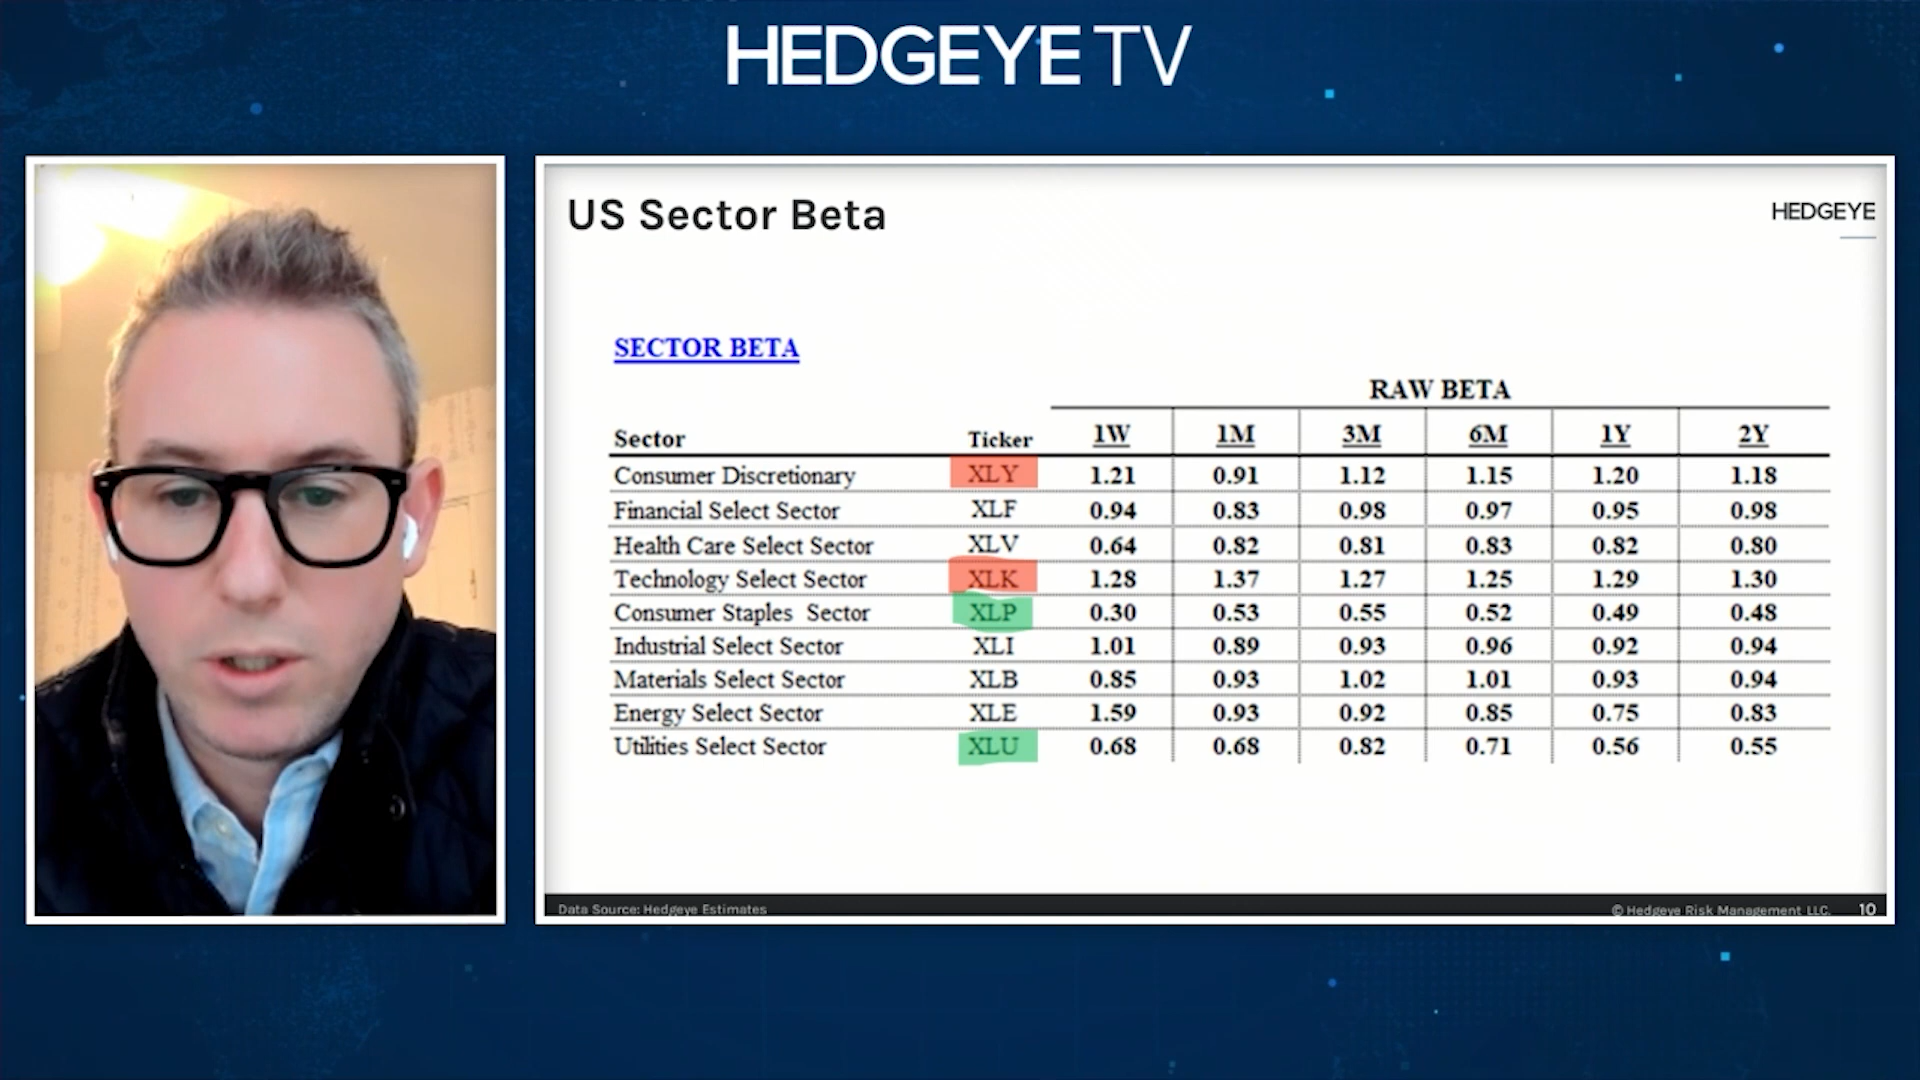 HEDGEYE TV
US Sector Beta
HEDGEYE
SECTOR BETA
RAW BETA
Sector Ticker 1W 1M 3M 6M 1Y 2Y
Consumer Discretionary XLY 1.21 0.91 1.12 1.15 1.20 1.18
Financial Select Sector XLF 0.94 0.83 0.98 0.97 0.95 0.98
Health Care Select Sector XLV 0.64 0.82 0.81 0.83 0.82 0.80
Technology Select Sector XLK 1.28 1.37 1.27 1.25 1.29 1.30
Consumer Staples Sector XLP 0.30 0.53 0.55 0.52 0.49 0.48
Industrial Select Sector XLI 1.01 0.89 0.93 0.96 0.92 0.94
Materials Select Sector XLB 0.85 0.93 1.02 1.01 0.93 0.94
Energy Select Sector XLE 1.59 0.93 0.92 0.85 0.75 0.83
Utilities Select Sector XLU 0.68 0.68 0.82 0.71 0.56 0.55
Data Source: Hedgeye Estimates
© Hedgeye Risk Management LLC. 10